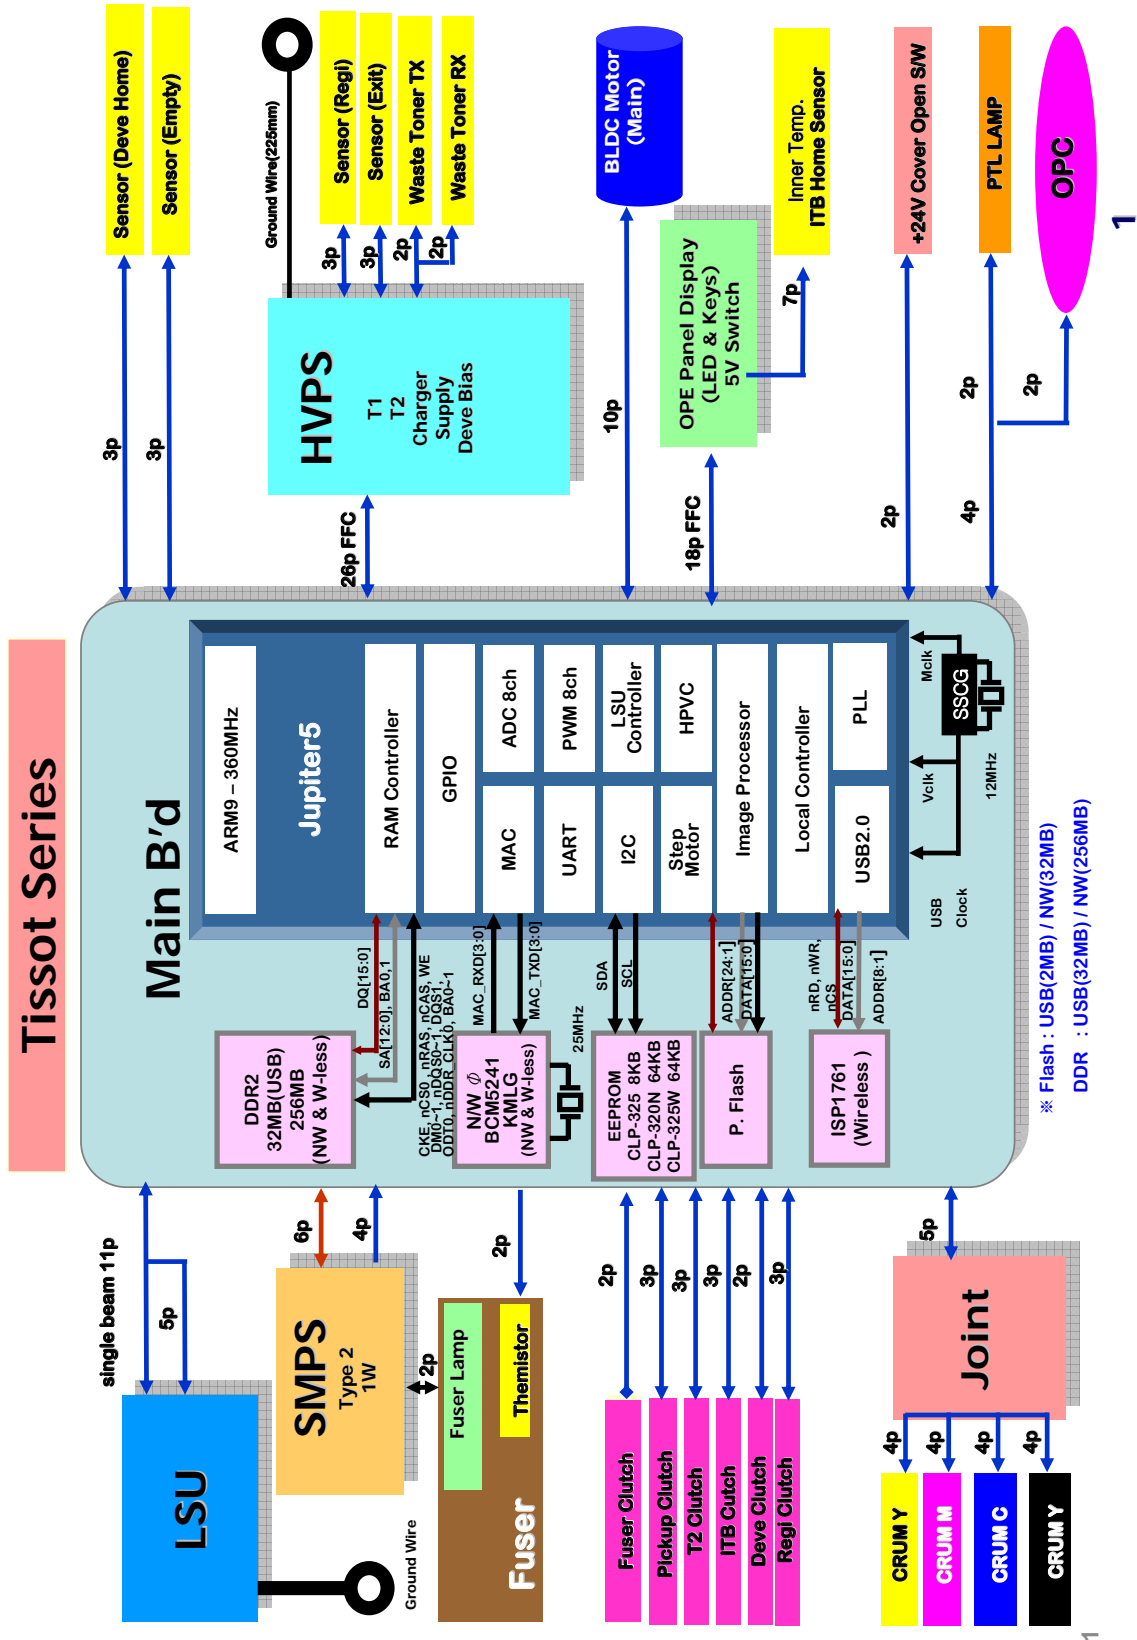 Tissot Series
LSU
Ground Wire
single beam 11p
5p
SMPS
Type 2
1W
6p
4p
2p
Fuser
Fuser Lamp
Themistor
2p
Fuser Clutch
Pickup Clutch
T2 Clutch
ITB Cutch
Deve Clutch
Regi Clutch
2p
3p
3p
3p
2p
3p
CRUM Y
CRUM M
CRUM C
CRUM Y
4p
4p
4p
4p
Joint
5p
Main B'd
DDR2
32MB(USB)
256MB
(NW & W-less)
DQ[15:0]
SA[12:0], BA0,1
CKE, nCS0, nRAS, nCAS, WE
DM0~1, nDQS0~1, DQS1,
ODT0, nDDR_CLK0, BA0~1
N/W Φ
BCM5241
KMLG
(NW & W-less)
MAC_RXD[3:0]
MAC_TXD[3:0]
25MHz
EEPROM
CLP-325 8KB
CLP-320N 64KB
CLP-325W 64KB
SDA
SCL
P. Flash
ADDR[24:1]
DATA[15:0]
ISP1761
(Wireless )
nRD, nWR,
nCS
DATA[15:0]
ADDR[8:1]
ARM9 – 360MHz
Jupiter5
RAM Controller
GPIO
MAC
ADC 8ch
UART
PWM 8ch
I2C
LSU
Controller
Step
Motor
HPVC
Image Processor
Local Controller
USB2.0
PLL
USB
Clock
Vclk
Mclk
SSCG
12MHz
3p
3p
Sensor (Deve Home)
Sensor (Empty)
26p FFC
HVPS
T1
T2
Charger
Supply
Deve Bias
Ground Wire(225mm)
3p
3p
2p
2p
Sensor (Regi)
Sensor (Exit)
Waste Toner TX
Waste Toner RX
10p
BLDC Motor
(Main)
18p FFC
OPE Panel Display
(LED & Keys)
5V Switch
7p
Inner Temp.
ITB Home Sensor
2p
+24V Cover Open S/W
4p
2p
PTL LAMP
2p
OPC
※ Flash : USB(2MB) / NW(32MB)
DDR : USB(32MB) / NW(256MB)
1
1